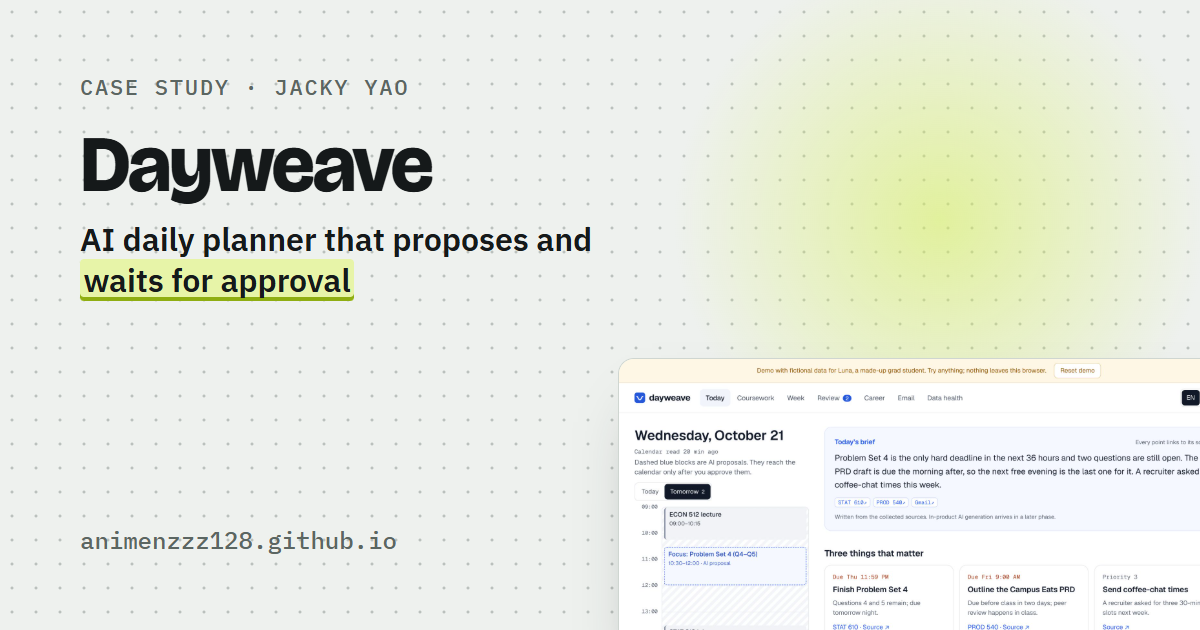 CASE STUDY · JACKY YAO
Dayweave
AI daily planner that proposes and
waits for approval
animenzzz128.github.io
Demo with fictional data for Luna, a made-up grad student. Try anything; nothing leaves this browser.
Reset demo
dayweave
Today
Coursework
Week
Review 2
Career
Email
Data health
EN
Wednesday, October 21
Calendar read 20 min ago
Dashed blue blocks are AI proposals. They reach the
calendar only after you approve them.
Today
Tomorrow 2
09:00
ECON 512 lecture
09:00–10:15
10:00
Focus: Problem Set 4 (Q4–Q5)
10:30–12:00 · AI proposal
11:00
12:00
13:00
Today's brief
Every point links to its
Problem Set 4 is the only hard deadline in the next 36 hours and two questions are still open. The
PRD draft is due the morning after, so the next free evening is the last one for it. A recruiter asked
coffee-chat times this week.
STAT 610↗
PROD 540↗
Gmail↗
Written from the collected sources. In-product AI generation arrives in a later phase.
Three things that matter
Due Thu 11:59 PM
Finish Problem Set 4
Questions 4 and 5 remain; due
tomorrow night.
STAT 610 · Source ↗
Due Fri 9:00 AM
Outline the Campus Eats PRD
Due before class in two days; peer
review happens in class.
PROD 540 · Source ↗
Priority 3
Send coffee-chat times
A recruiter asked for three 30-min
slots next week.
Source ↗